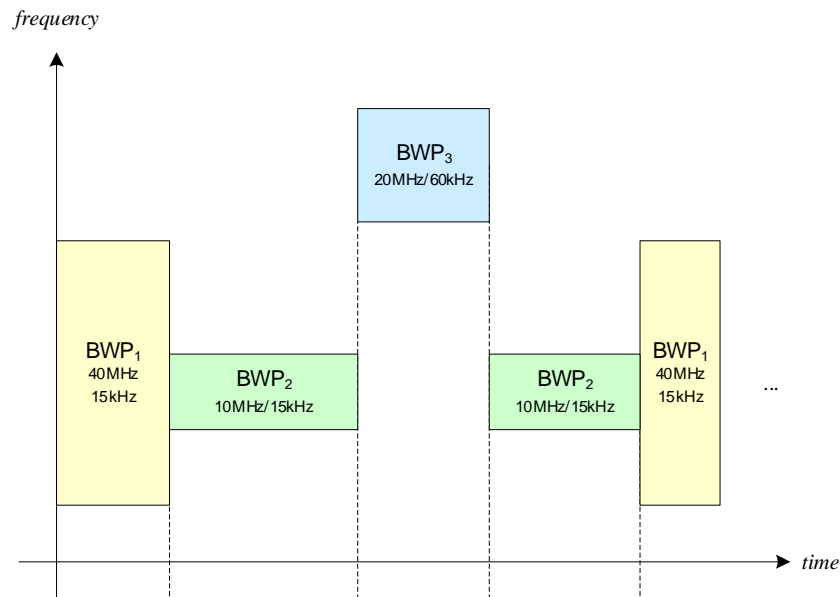 frequency
BWP₃
20MHz/60kHz
BWP₁
40MHz
15kHz
BWP₂
10MHz/15kHz
BWP₂
10MHz/15kHz
BWP₁
40MHz
15kHz
...
time